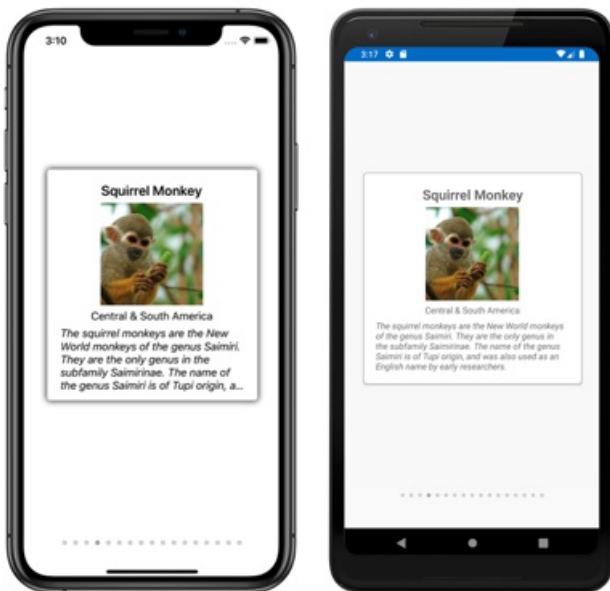 3:10
Squirrel Monkey
Central & South America
The squirrel monkeys are the New
World monkeys of the genus Saimiri.
They are the only genus in the
subfamily Saimirinae. The name of
the genus Saimiri is of Tupi origin, a...
3:17
Squirrel Monkey
Central & South America
The squirrel monkeys are the New World monkeys
of the genus Saimiri. They are the only genus in
the subfamily Saimirinae. The name of the genus
Saimiri is of Tupi origin, and was also used as an
English name by early researchers.